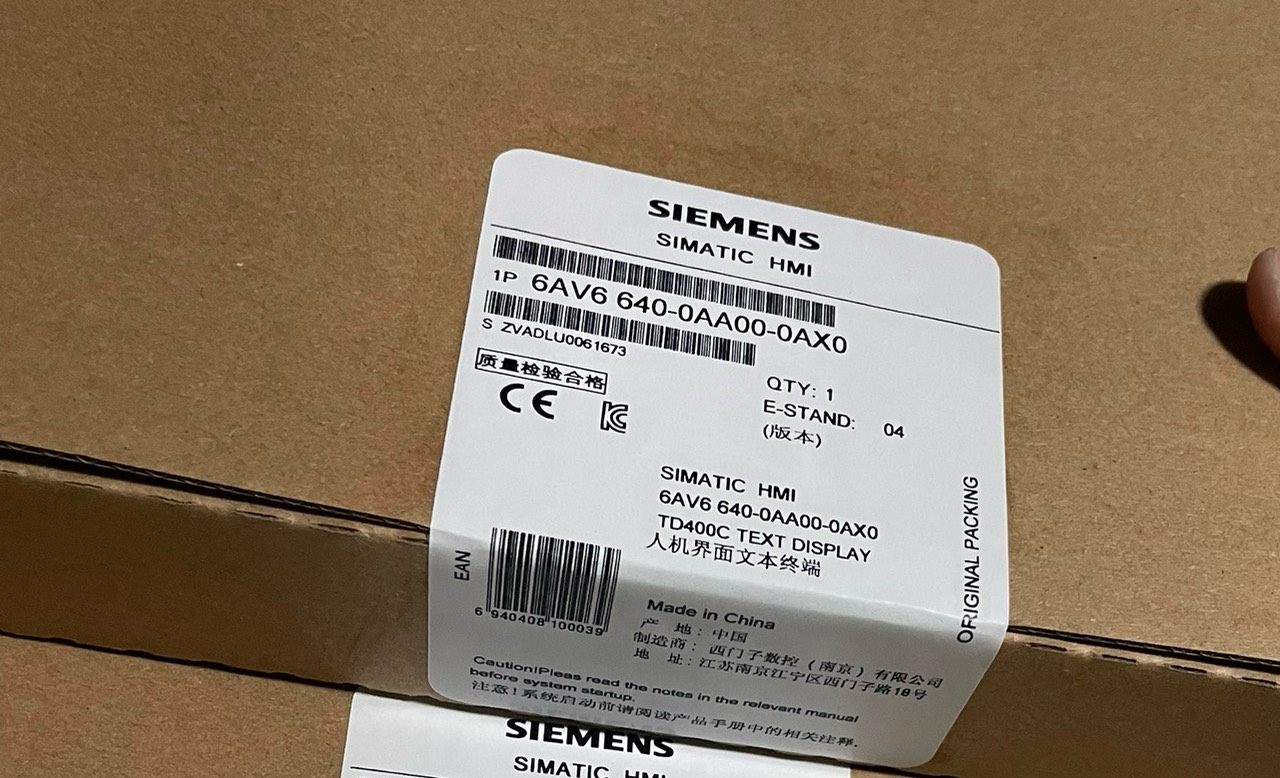 SIEMENS
SIMATIC HMI
1P 6AV6 640-0AA00-0AX0
S ZVADLU0061673
质量检验合格
CE
QTY: 1
E-STAND: 04
(版本)
SIMATIC HMI
6AV6 640-0AA00-0AX0
TD400C TEXT DISPLAY
人机界面文本终端
ORIGINAL PACKING
EAN
6 940408 100039
Made in China
产 地: 中国
制造商: 西门子数控(南京)有限公司
地 址: 江苏南京江宁区西门子路18号
Caution!Pleas read the notes in the relevant manual
before system startup.
注意!系统启动前请阅读产品手册中的相关注释.
SIEMENS
SIMATIC HMI